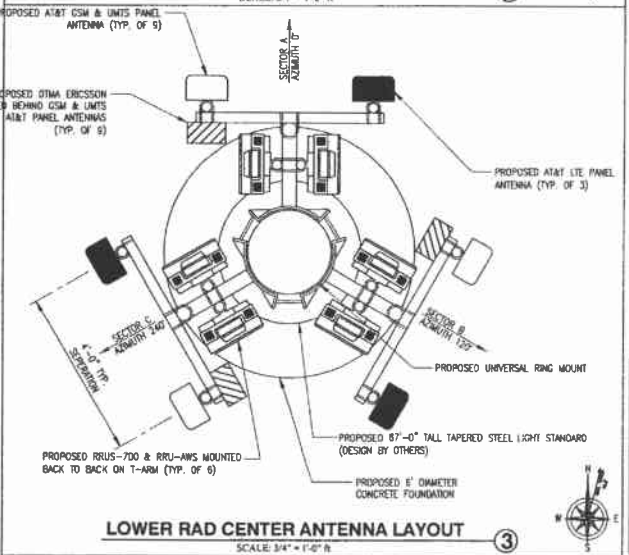 ROPOSED AT&T GSM & UMTS PANEL
ANTENNA (TYP. OF 9)
SECTOR A
AZIMUTH 0°
OPOSED DTMA ERICSSON
D BEHIND GSM & UMTS
AT&T PANEL ANTENNAS
(TYP. OF 9)
PROPOSED AT&T LTE PANEL
ANTENNA (TYP. OF 3)
SECTOR C
AZIMUTH 240°
SECTOR B
AZIMUTH 120°
4'-0" TYP.
SEPERATION
PROPOSED UNIVERSAL RING MOUNT
PROPOSED RRUS-700 & RRU-AWS MOUNTED
BACK TO BACK ON T-ARM (TYP. OF 6)
PROPOSED 87'-0" TALL TAPERED STEEL LIGHT STANDARD
(DESIGN BY OTHERS)
PROPOSED 6' DIAMETER
CONCRETE FOUNDATION
N
W
E
S
LOWER RAD CENTER ANTENNA LAYOUT
3
SCALE: 3/4" = 1'-0" ft